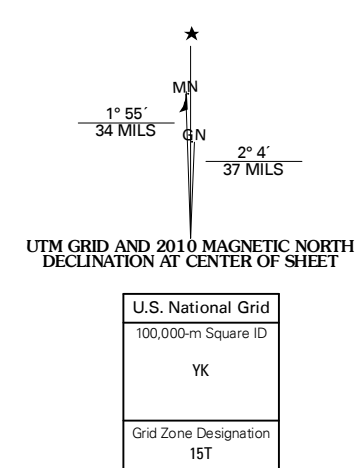 ★
MN
1° 55´
34 MILS
GN
2° 4´
37 MILS
UTM GRID AND 2010 MAGNETIC NORTH
DECLINATION AT CENTER OF SHEET
U.S. National Grid
100,000-m Square ID
YK
Grid Zone Designation
15T